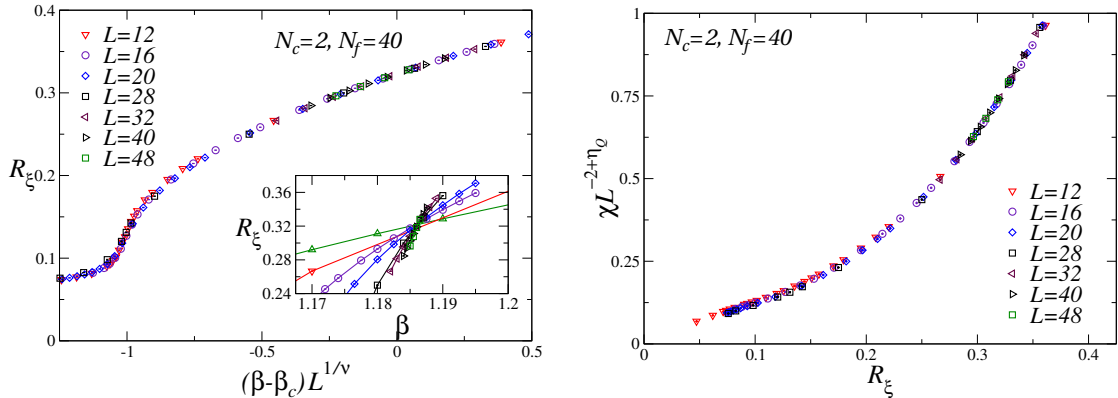 0.4
0.3
0.2
0.1
0
R_ξ
L=12
L=16
L=20
L=28
L=32
L=40
L=48
N_c=2, N_f=40
0.36
0.32
0.28
0.24
R_ξ
1.17
1.18
1.19
1.2
β
-1
-0.5
0
0.5
(β-β_c)L^{1/ν}
1
0.75
0.5
0.25
0
χL^{-2+η_Q}
N_c=2, N_f=40
L=12
L=16
L=20
L=28
L=32
L=40
L=48
0
0.1
0.2
0.3
0.4
R_ξ